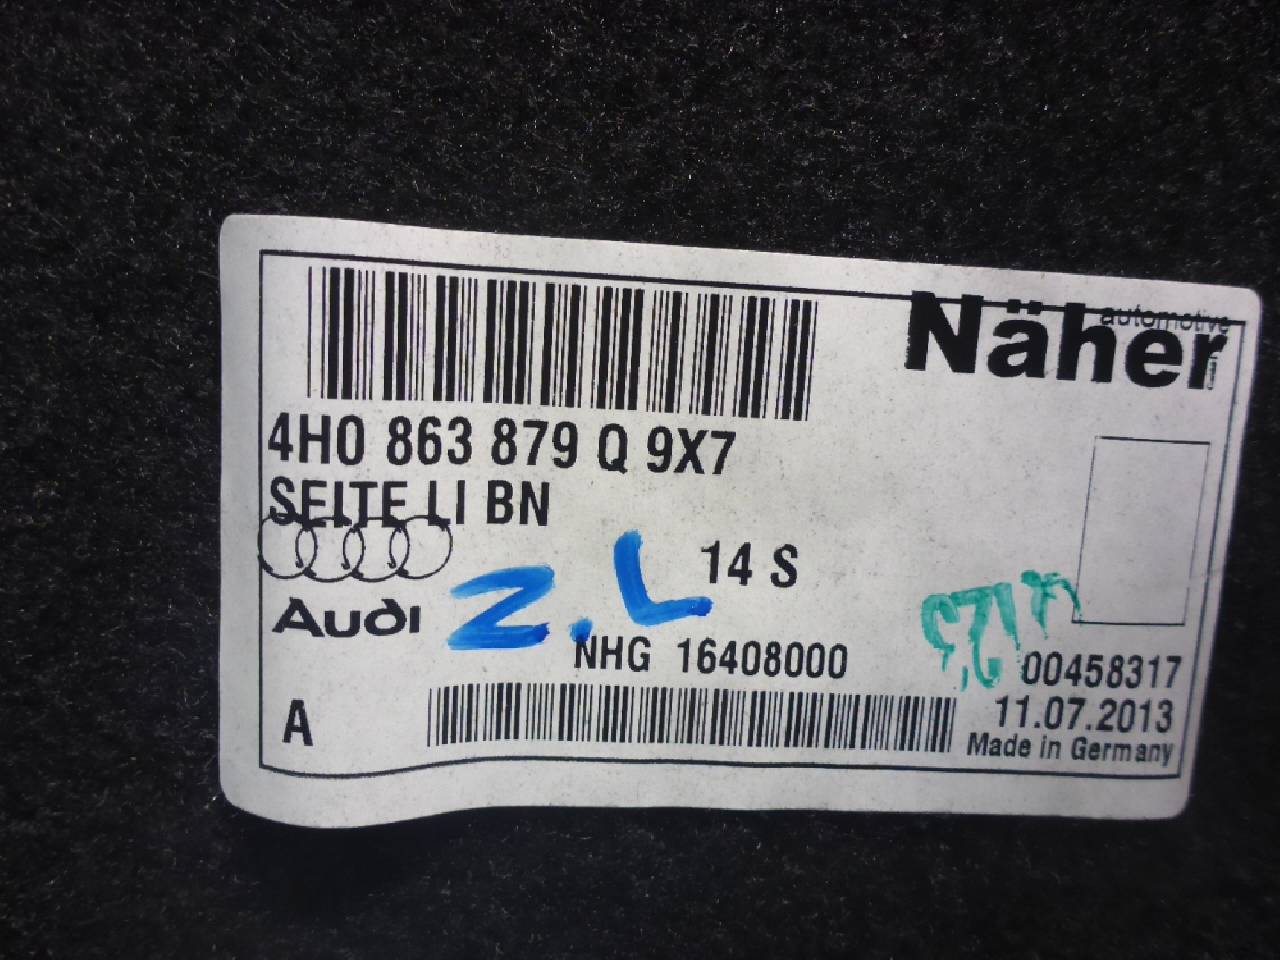 Näher
automotive
4H0 863 879 Q 9X7
SEITE LI BN
14 S
Audi
Z.L
NHG 16408000
00458317
A
11.07.2013
Made in Germany